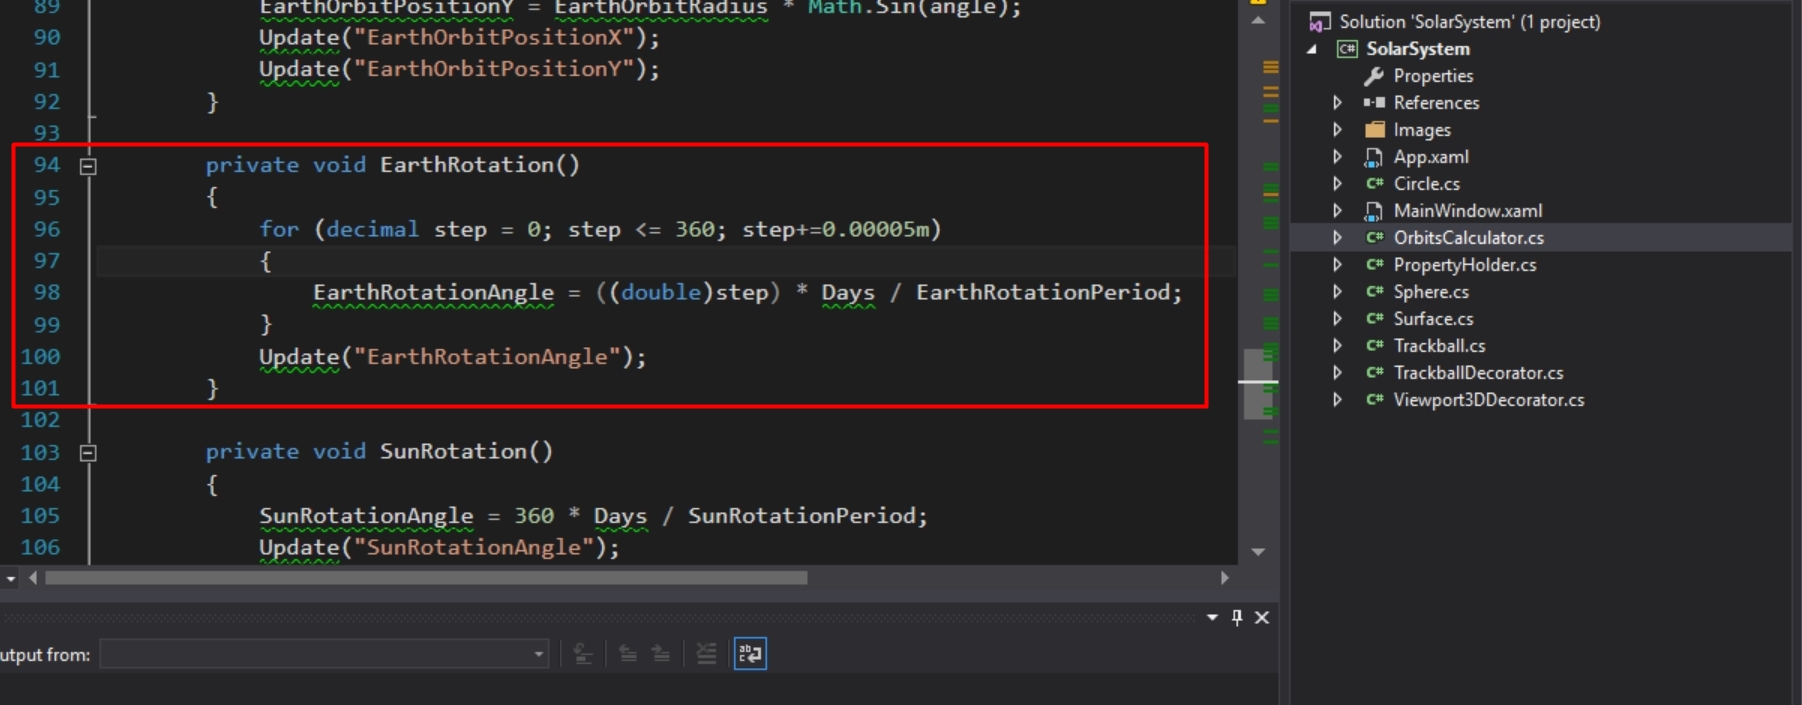 89 EarthOrbitPositionY = EarthOrbitRadius * Math.Sin(angle);
90 Update("EarthOrbitPositionX");
91 Update("EarthOrbitPositionY");
92 }
93
94 private void EarthRotation()
95 {
96 for (decimal step = 0; step <= 360; step+=0.00005m)
97 {
98 EarthRotationAngle = ((double)step) * Days / EarthRotationPeriod;
99 }
100 Update("EarthRotationAngle");
101 }
102
103 private void SunRotation()
104 {
105 SunRotationAngle = 360 * Days / SunRotationPeriod;
106 Update("SunRotationAngle");
utput from:
Solution 'SolarSystem' (1 project)
C# SolarSystem
Properties
References
Images
App.xaml
C# Circle.cs
MainWindow.xaml
C# OrbitsCalculator.cs
C# PropertyHolder.cs
C# Sphere.cs
C# Surface.cs
C# Trackball.cs
C# TrackballDecorator.cs
C# Viewport3DDecorator.cs